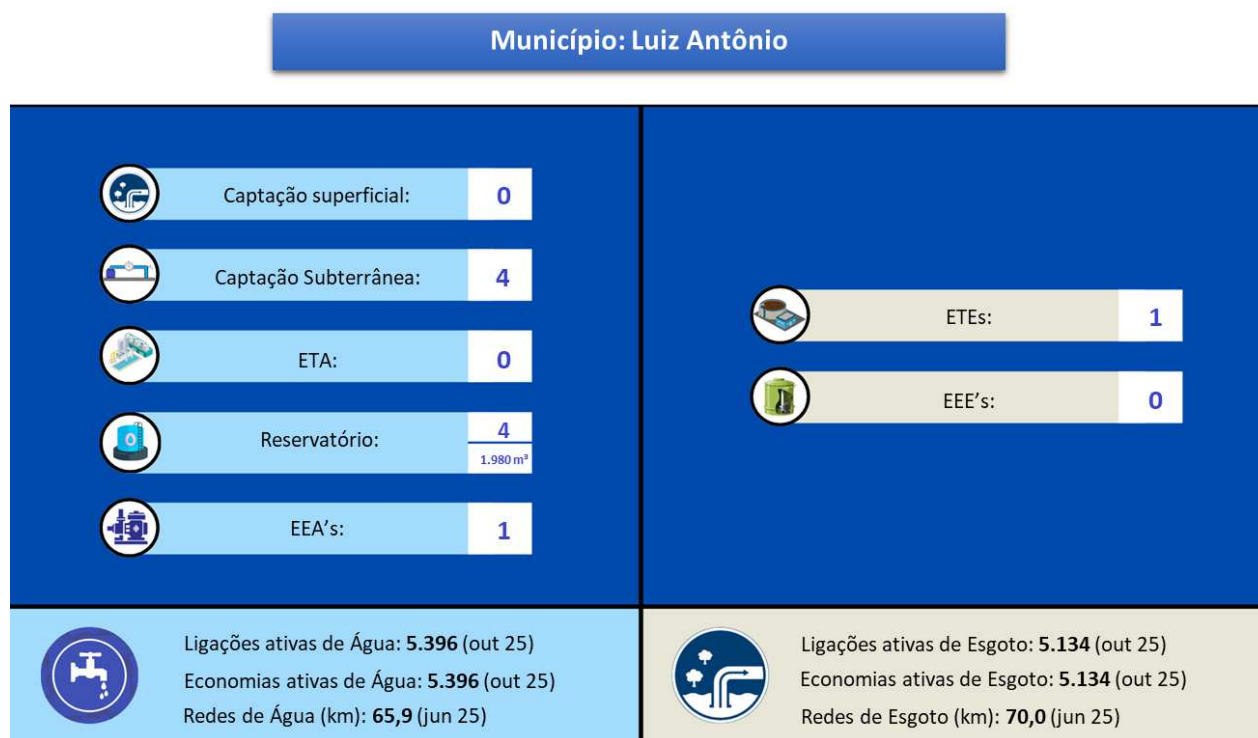 Município: Luiz Antônio
Captação superficial: 0
Captação Subterrânea: 4
ETA: 0
Reservatório: 4
1.980 m³
EEA’s: 1
ETEs: 1
EEE’s: 0
Ligações ativas de Água: 5.396 (out 25)
Economias ativas de Água: 5.396 (out 25)
Redes de Água (km): 65,9 (jun 25)
Ligações ativas de Esgoto: 5.134 (out 25)
Economias ativas de Esgoto: 5.134 (out 25)
Redes de Esgoto (km): 70,0 (jun 25)